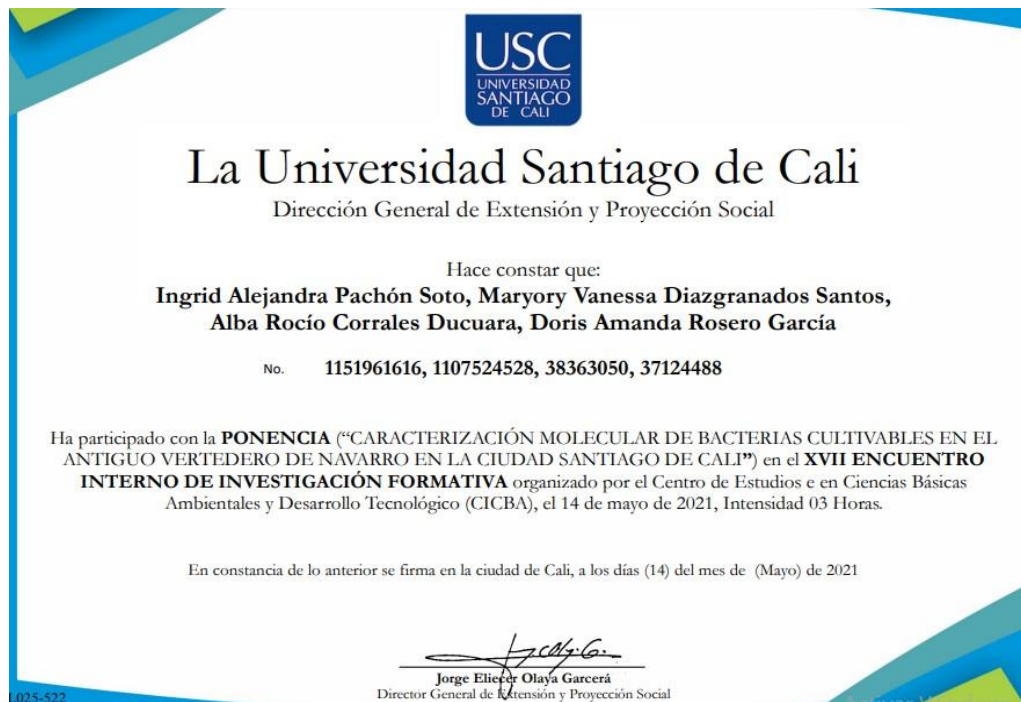 USC
UNIVERSIDAD
SANTIAGO
DE CALI
La Universidad Santiago de Cali
Dirección General de Extensión y Proyección Social
Hace constar que:
Ingrid Alejandra Pachón Soto, Maryory Vanessa Diazgranados Santos,
Alba Rocío Corrales Ducuara, Doris Amanda Rosero García
No. 1151961616, 1107524528, 38363050, 37124488
Ha participado con la PONENCIA (“CARACTERIZACIÓN MOLECULAR DE BACTERIAS CULTIVABLES EN EL
ANTIGUO VERTEDERO DE NAVARRO EN LA CIUDAD SANTIAGO DE CALI”) en el XVII ENCUENTRO
INTERNO DE INVESTIGACIÓN FORMATIVA organizado por el Centro de Estudios e en Ciencias Básicas
Ambientales y Desarrollo Tecnológico (CICBA), el 14 de mayo de 2021, Intensidad 03 Horas.
En constancia de lo anterior se firma en la ciudad de Cali, a los días (14) del mes de (Mayo) de 2021
Jorge Eliecer Olaya Garcerá
Director General de Extensión y Proyección Social
025-522